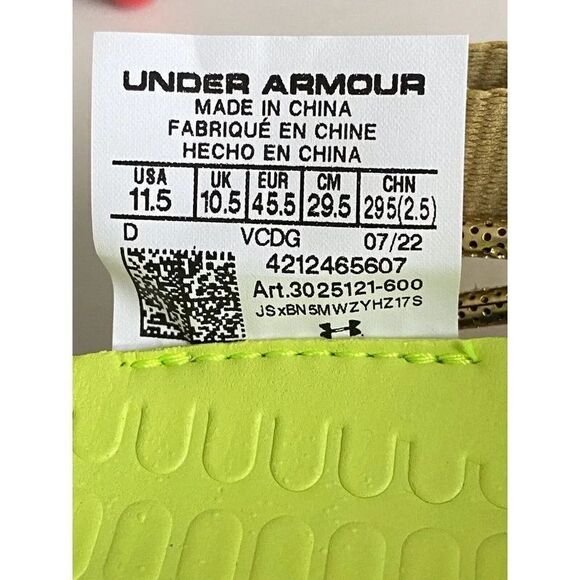 UNDER ARMOUR
MADE IN CHINA
FABRIQUÉ EN CHINE
HECHO EN CHINA
USA UK EUR CM CHN
11.5 10.5 45.5 29.5 295(2.5)
D VCDG 07/22
4212465607
Art.3025121-600
JSxBN5MWZYHZ17S